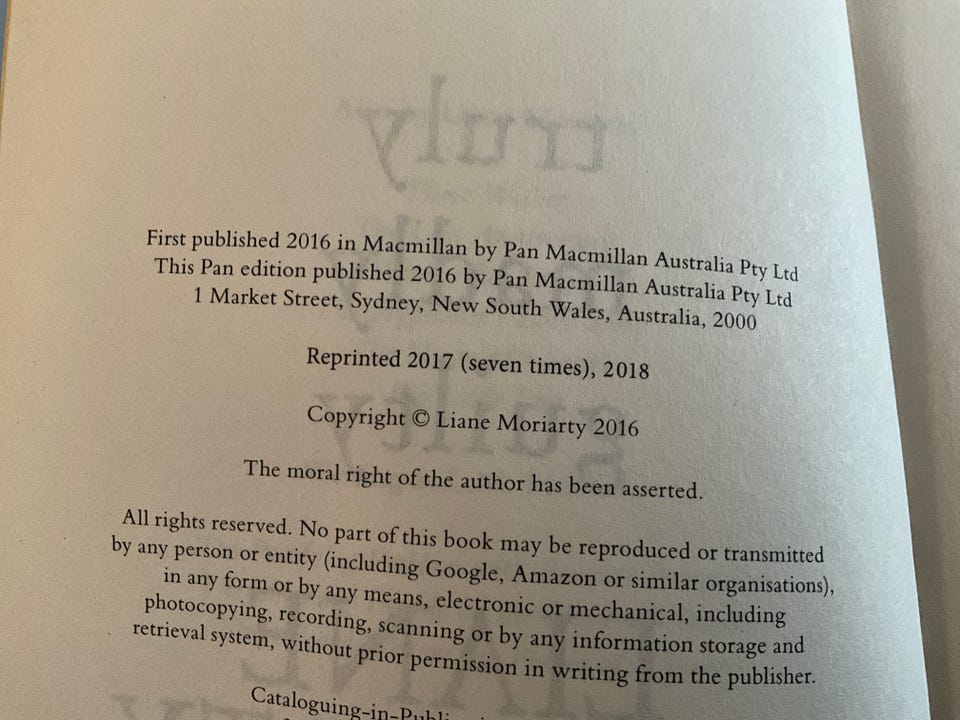 truly
First published 2016 in Macmillan by Pan Macmillan Australia Pty Ltd
This Pan edition published 2016 by Pan Macmillan Australia Pty Ltd
1 Market Street, Sydney, New South Wales, Australia, 2000
Reprinted 2017 (seven times), 2018
guilty
Copyright © Liane Moriarty 2016
The moral right of the author has been asserted.
All rights reserved. No part of this book may be reproduced or transmitted
by any person or entity (including Google, Amazon or similar organisations),
in any form or by any means, electronic or mechanical, including
photocopying, recording, scanning or by any information storage and
retrieval system, without prior permission in writing from the publisher.